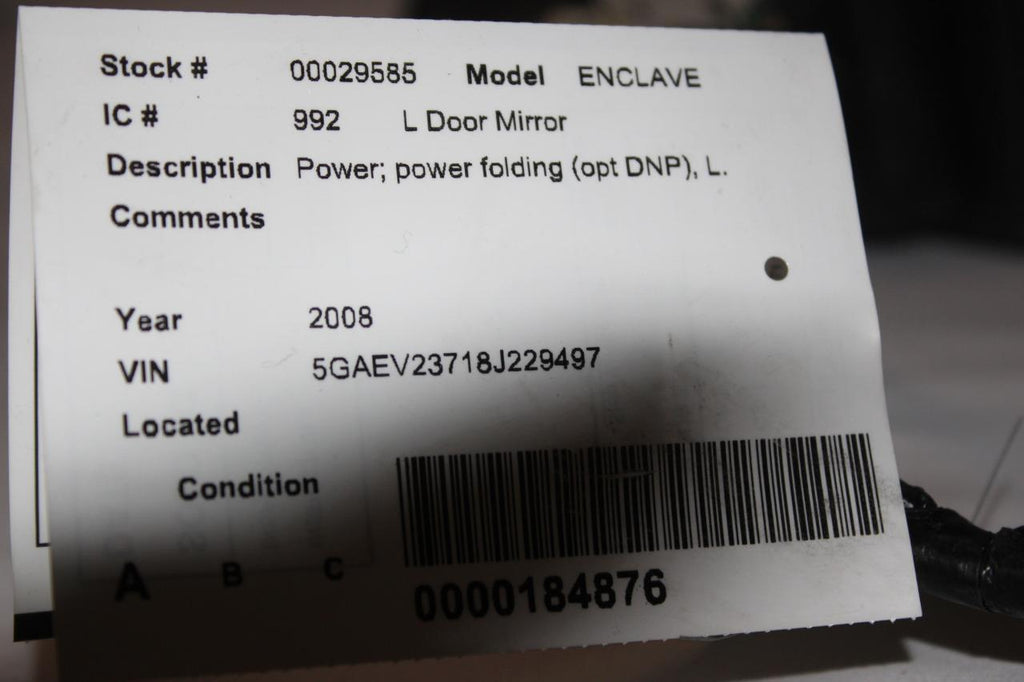 Stock # 00029585 Model ENCLAVE
IC # 992 L Door Mirror
Description Power; power folding (opt DNP), L.
Comments
Year 2008
VIN 5GAEV23718J229497
Located
Condition
A B C
0000184876